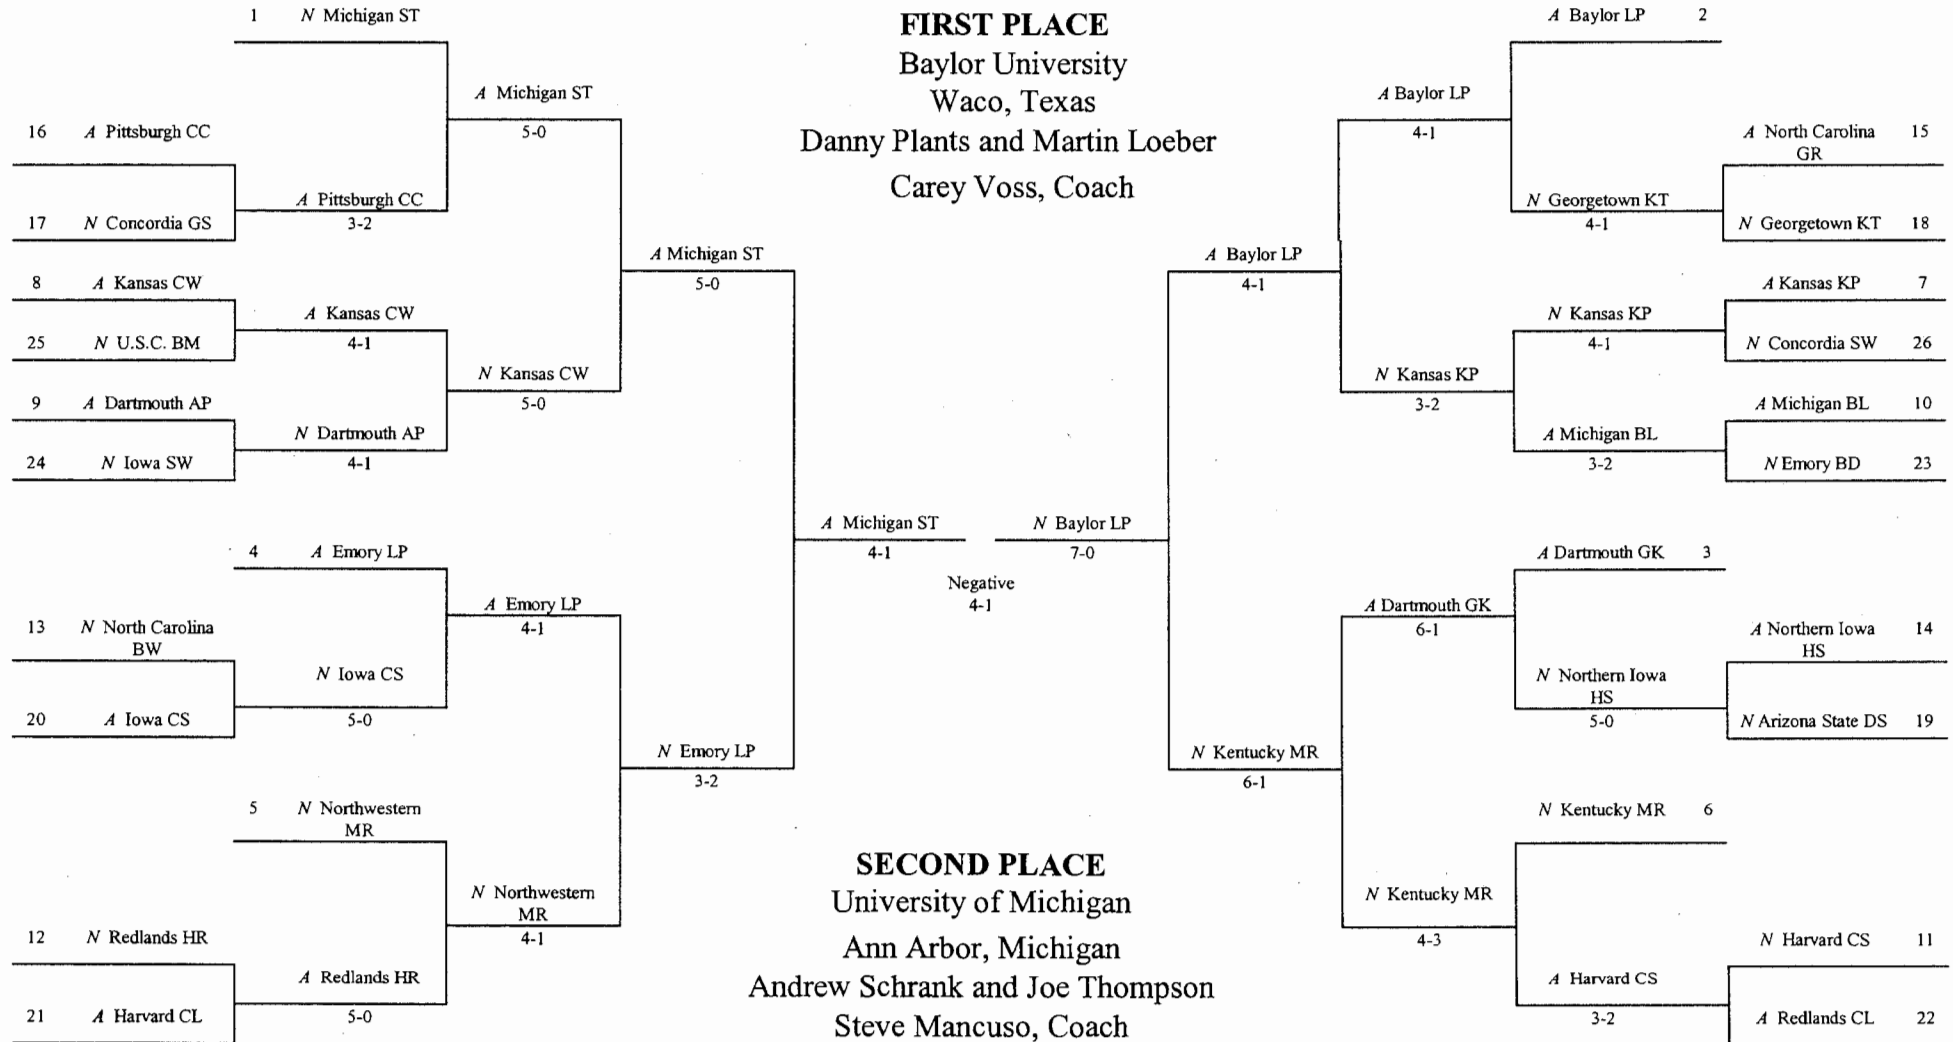 1 N Michigan ST
16 A Pittsburgh CC
17 N Concordia GS
8 A Kansas CW
25 N U.S.C. BM
9 A Dartmouth AP
24 N Iowa SW
4 A Emory LP
13 N North Carolina
BW
20 A Iowa CS
5 N Northwestern
MR
12 N Redlands HR
21 A Harvard CL
A Pittsburgh CC
3-2
A Kansas CW
4-1
N Dartmouth AP
4-1
N Iowa CS
5-0
A Redlands HR
5-0
A Michigan ST
5-0
N Kansas CW
5-0
A Emory LP
4-1
N Northwestern
MR
4-1
A Michigan ST
5-0
N Emory LP
3-2
A Michigan ST
4-1
FIRST PLACE
Baylor University
Waco, Texas
Danny Plants and Martin Loeber
Carey Voss, Coach
Negative
4-1
SECOND PLACE
University of Michigan
Ann Arbor, Michigan
Andrew Schrank and Joe Thompson
Steve Mancuso, Coach
N Baylor LP
7-0
A Baylor LP
4-1
N Kentucky MR
6-1
A Baylor LP
4-1
N Kansas KP
3-2
A Dartmouth GK
6-1
N Kentucky MR
4-3
A Baylor LP 2
N Georgetown KT
4-1
N Kansas KP
4-1
A Michigan BL
3-2
A Dartmouth GK 3
N Northern Iowa
HS
5-0
N Kentucky MR 6
A Harvard CS
3-2
A North Carolina 15
GR
N Georgetown KT 18
A Kansas KP 7
N Concordia SW 26
A Michigan BL 10
N Emory BD 23
A Northern Iowa 14
HS
N Arizona State DS 19
N Harvard CS 11
A Redlands CL 22